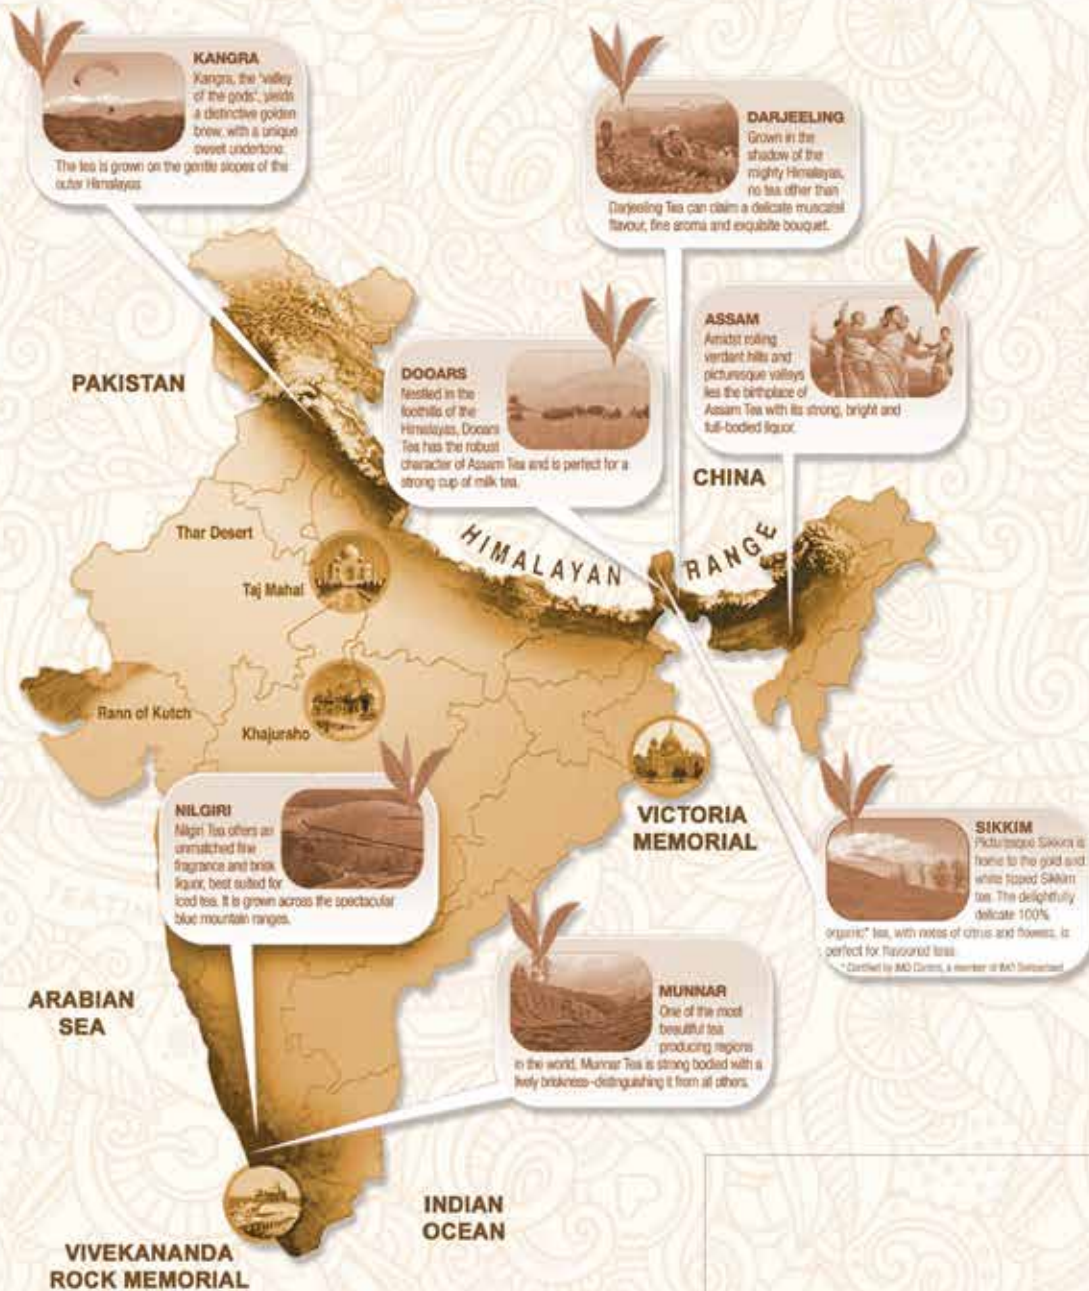 KANGRA
Kangra, the 'valley
of the gods', yields
a distinctive golden
brew, with a unique
sweet undertone.
The tea is grown on the gentle slopes of the
outer Himalayas
DARJEELING
Grown in the
shadow of the
mighty Himalayas,
no tea other than
Darjeeling Tea can claim a delicate muscatel
flavour, fine aroma and exquisite bouquet.
ASSAM
Amidst rolling
verdant hills and
picturesque valleys
lies the birthplace of
Assam Tea with its strong, bright and
full-bodied liquor.
DOOARS
Nestled in the
foothills of the
Himalayas, Dooars
Tea has the robust
character of Assam Tea and is perfect for a
strong cup of milk tea.
PAKISTAN
CHINA
HIMALAYAN RANGE
Thar Desert
Taj Mahal
Rann of Kutch
Khajuraho
NILGIRI
Nilgiri Tea offers an
unmatched fine
fragrance and brisk
liquor, best suited for
iced tea. It is grown across the spectacular
blue mountain ranges.
VICTORIA
MEMORIAL
SIKKIM
Picturesque Sikkim is
home to the gold and
white tipped Sikkim
tea. The delightfully
delicate 100%
organic* tea, with notes of citrus and flowers, is
perfect for flavoured teas.
* Certified by IMO Control, a member of IMO Switzerland
MUNNAR
One of the most
beautiful tea
producing regions
in the world, Munnar Tea is strong bodied with a
lively briskness-distinguishing it from all others.
ARABIAN
SEA
INDIAN
OCEAN
VIVEKANANDA
ROCK MEMORIAL